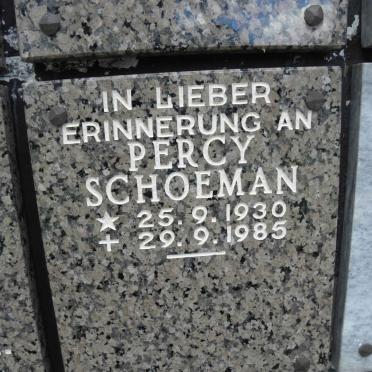 IN LIEBER
ERINNERUNG AN
PERCY
SCHOEMAN
★ 25.9.1930
+ 29.9.1985